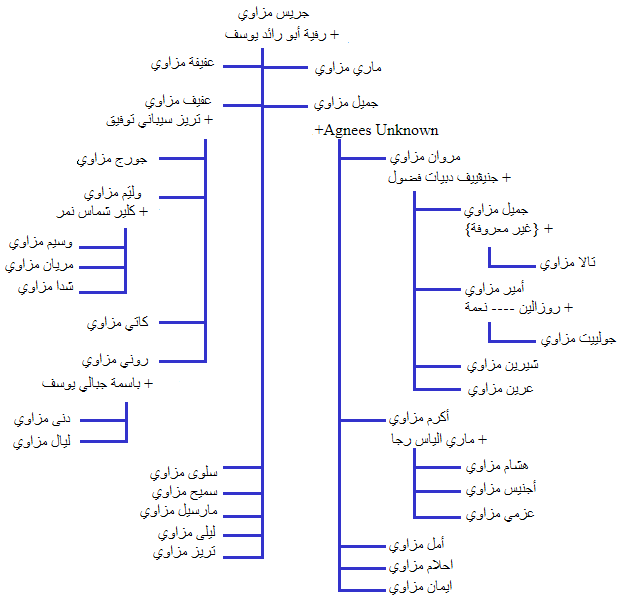 جريس مزاوي
+ رفية أبو رائد يوسف
ماري مزاوي
عفيفة مزاوي
جميل مزاوي
+Agnees Unknown
مروان مزاوي
+ جنيڤييف دبيات فضول
جميل مزاوي
+ {غير معروفة}
تالا مزاوي
أمير مزاوي
+ روزالين ---- نعمة
جولييت مزاوي
شيرين مزاوي
عرين مزاوي
أكرم مزاوي
+ ماري الياس رجا
هشام مزاوي
أجنيس مزاوي
عزمي مزاوي
أمل مزاوي
احلام مزاوي
ايمان مزاوي
عفيف مزاوي
+ تريز سيباني توفيق
جورج مزاوي
وليّم مزاوي
+ كلير شماس نمر
وسيم مزاوي
مريان مزاوي
شدا مزاوي
كاتي مزاوي
روني مزاوي
+ باسمة جبالي يوسف
دنى مزاوي
ليال مزاوي
سلوى مزاوي
سميح مزاوي
مارسيل مزاوي
ليلى مزاوي
تريز مزاوي